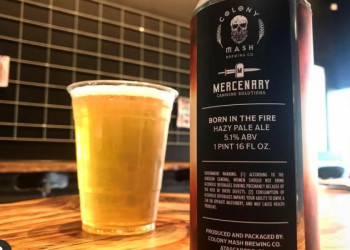 COLONY
MASH
BREWING CO.
MERCENARY
CANNING SOLUTIONS
BORN IN THE FIRE
HAZY PALE ALE
5.1% ABV
1 PINT 16 FL OZ.
GOVERNMENT WARNING: (1) ACCORDING TO THE
SURGEON GENERAL, WOMEN SHOULD NOT DRINK
ALCOHOLIC BEVERAGES DURING PREGNANCY BECAUSE OF
THE RISK OF BIRTH DEFECTS. (2) CONSUMPTION OF
ALCOHOLIC BEVERAGES IMPAIRS YOUR ABILITY TO DRIVE A
CAR OR OPERATE MACHINERY, AND MAY CAUSE HEALTH
PROBLEMS.
PRODUCED AND PACKAGED BY:
COLONY MASH BREWING CO.
ATASCADERO